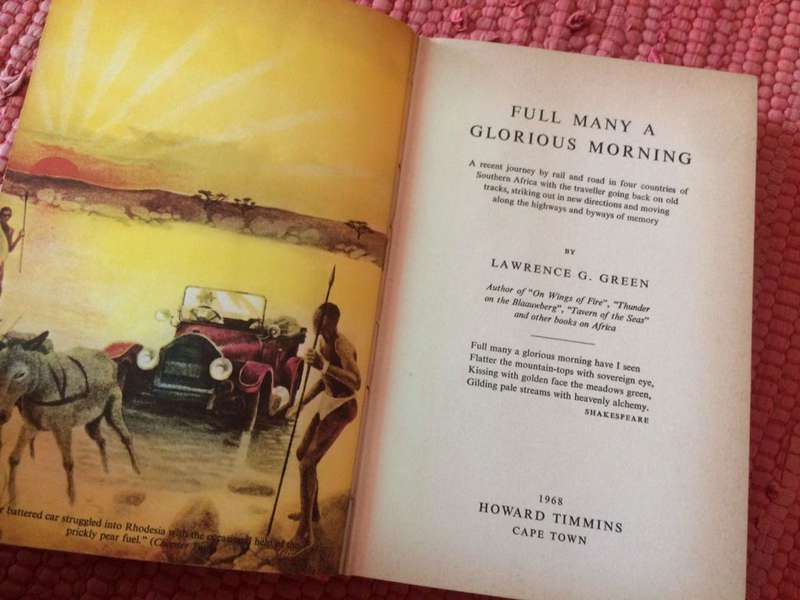 battered car struggled into Rhodesia with the occasional help of the
prickly pear fuel." (Chapter
FULL MANY A
GLORIOUS MORNING
A recent journey by rail and road in four countries of
Southern Africa with the traveller going back on old
tracks, striking out in new directions and moving
along the highways and byways of memory
BY
LAWRENCE G. GREEN
Author of "On Wings of Fire", "Thunder
on the Blaauwberg", "Tavern of the Seas"
and other books on Africa
Full many a glorious morning have I seen
Flatter the mountain-tops with sovereign eye,
Kissing with golden face the meadows green,
Gilding pale streams with heavenly alchemy.
SHAKESPEARE
1968
HOWARD TIMMINS
CAPE TOWN